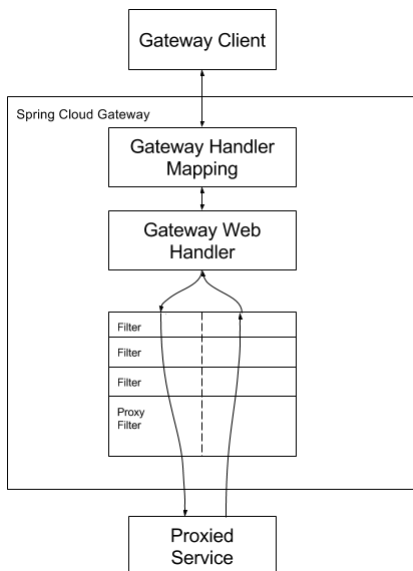 Gateway Client
Spring Cloud Gateway
Gateway Handler
Mapping
Gateway Web
Handler
Filter
Filter
Filter
Proxy
Filter
Proxied
Service